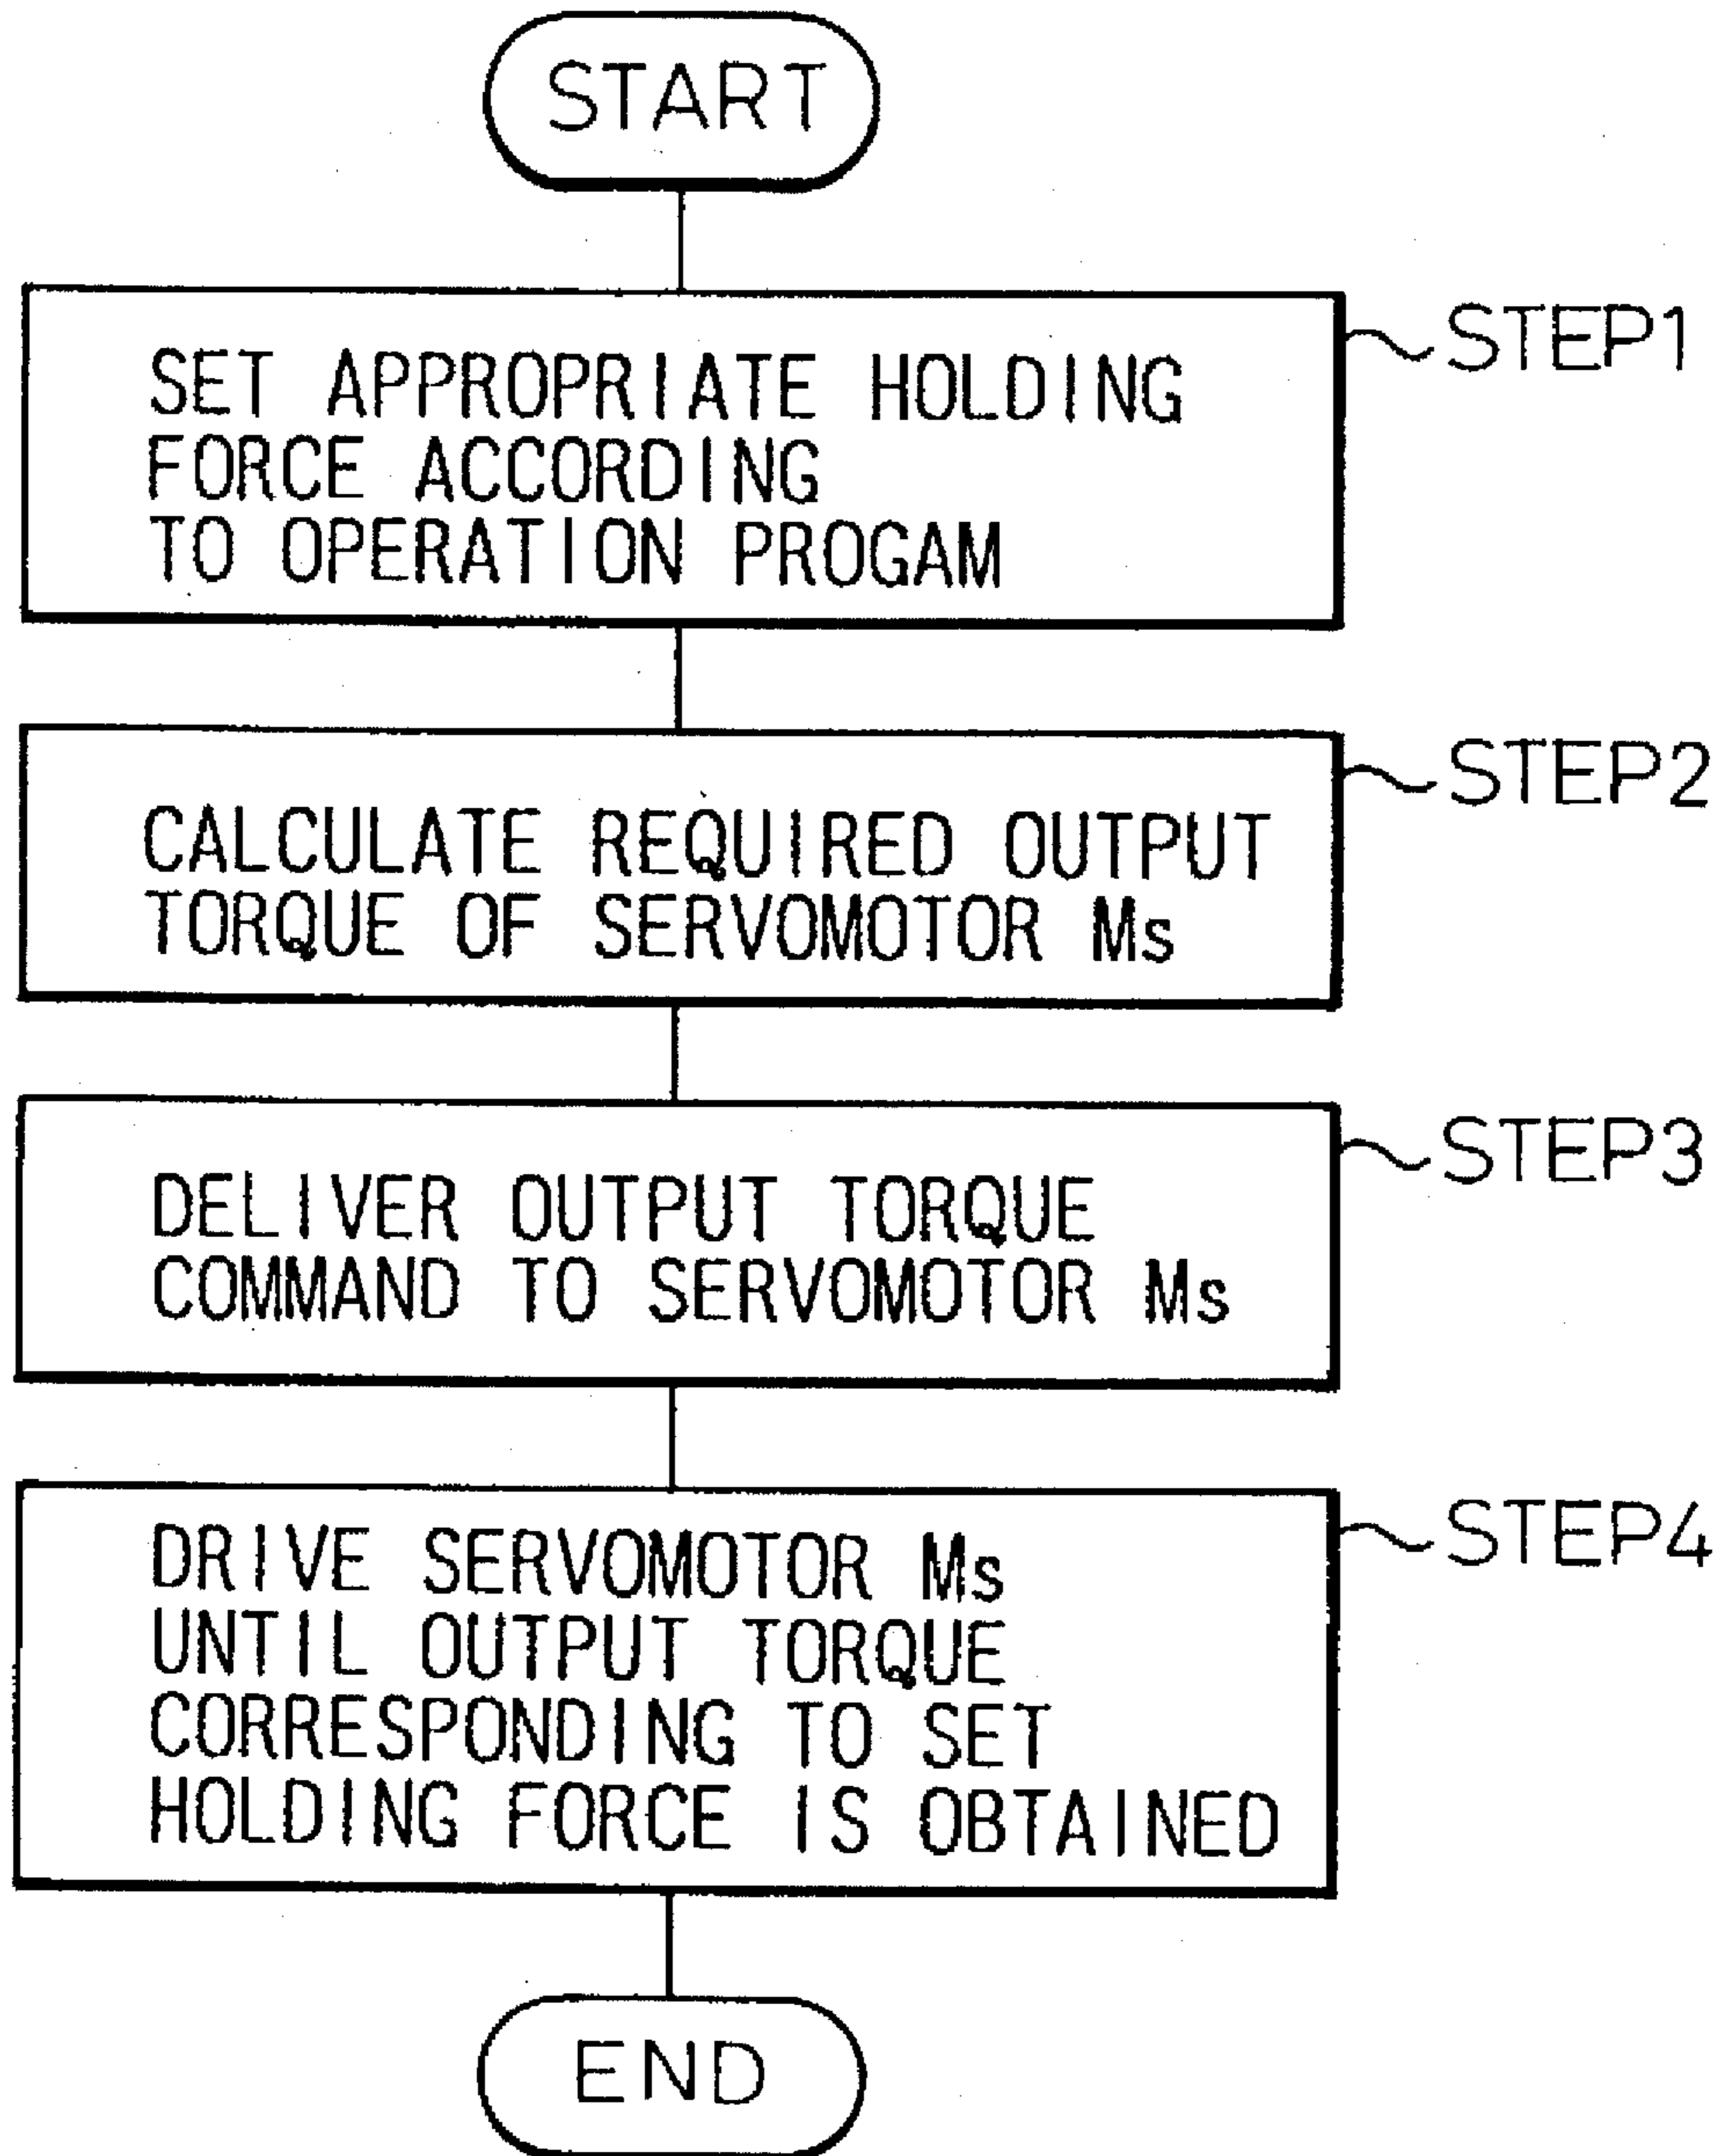 START
STEP1
SET APPROPRIATE HOLDING
FORCE ACCORDING
TO OPERATION PROGAM
STEP2
CALCULATE REQUIRED OUTPUT
TORQUE OF SERVOMOTOR Ms
STEP3
DELIVER OUTPUT TORQUE
COMMAND TO SERVOMOTOR Ms
STEP4
DRIVE SERVOMOTOR Ms
UNTIL OUTPUT TORQUE
CORRESPONDING TO SET
HOLDING FORCE IS OBTAINED
END